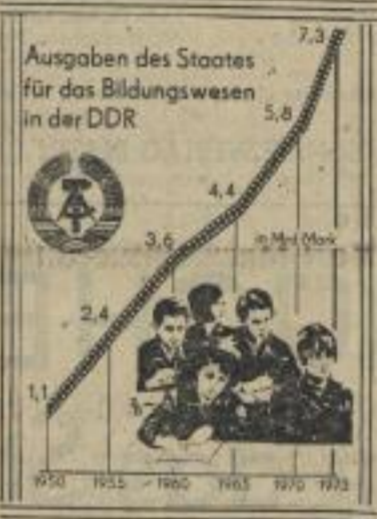 7,3
Ausgaben des Staates
für das Bildungswesen
in der DDR
5,8
4,4
3,6
in Mrd. Mark
2,4
1,1
1950 1955 1960 1965 1970 1973